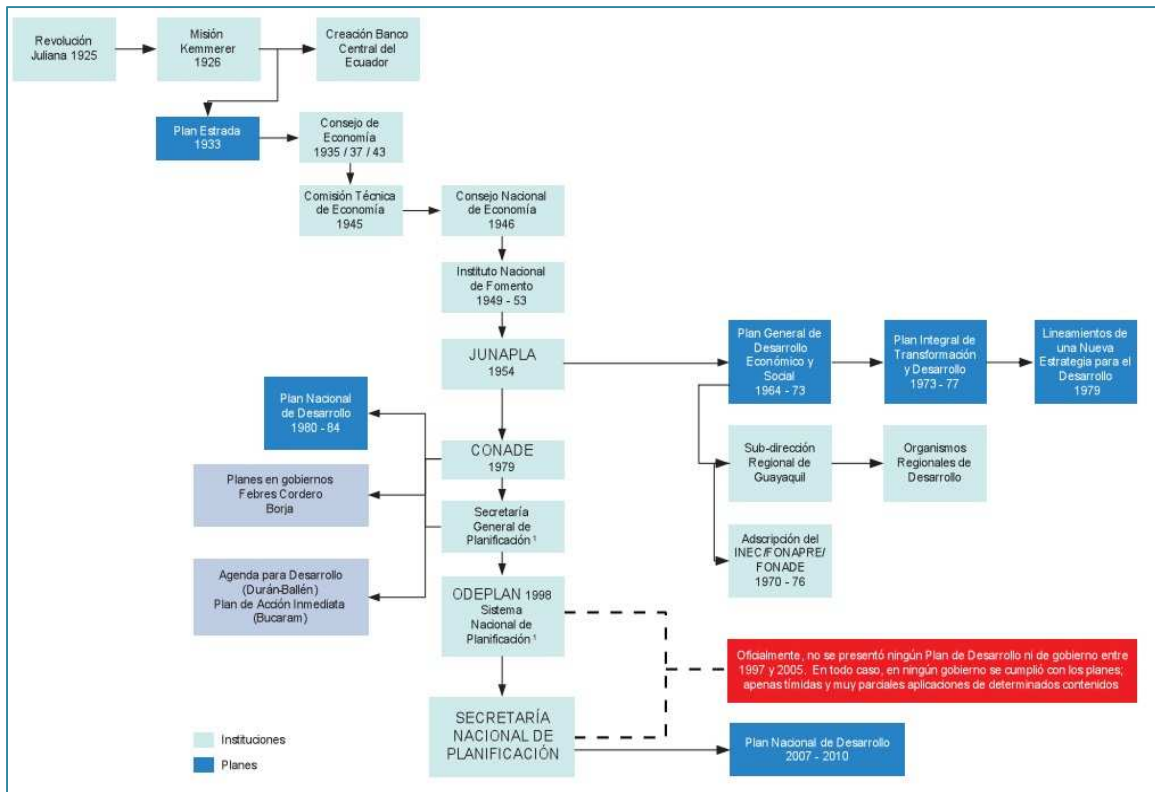 Revolución
Juliana 1925
Misión
Kemmerer
1926
Creación Banco
Central del
Ecuador
Plan Estrada
1933
Consejo de
Economía
1935 / 37 / 43
Comisión Técnica
de Economía
1945
Consejo Nacional
de Economía
1946
Instituto Nacional
de Fomento
1949 - 53
JUNAPLA
1954
Plan General de
Desarrollo
Económico y
Social
1964 - 73
Plan Integral de
Transformación
y Desarrollo
1973 - 77
Lineamientos de
una Nueva
Estrategia para el
Desarrollo
1979
Plan Nacional
de Desarrollo
1980 - 84
CONADE
1979
Sub-dirección
Regional de
Guayaquil
Organismos
Regionales de
Desarrollo
Planes en gobiernos
Febres Cordero
Borja
Secretaría
General de
Planificación ¹
Adscripción del
INEC/FONAPRE/
FONADE
1970 - 76
Agenda para Desarrollo
(Durán-Ballén)
Plan de Acción Inmediata
(Bucaram)
ODEPLAN 1998
Sistema
Nacional de
Planificación ¹
Oficialmente, no se presentó ningún Plan de Desarrollo ni de gobierno entre
1997 y 2005. En todo caso, en ningún gobierno se cumplió con los planes;
apenas tímidas y muy parciales aplicaciones de determinados contenidos
SECRETARÍA
NACIONAL DE
PLANIFICACIÓN
Plan Nacional de Desarrollo
2007 - 2010
Instituciones
Planes